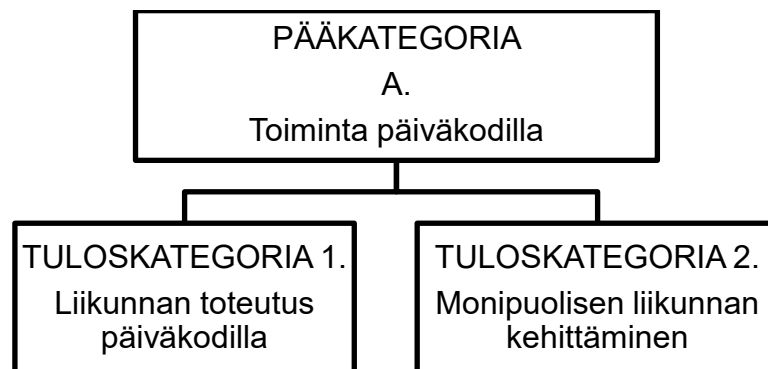 PÄÄKATEGORIA
A.
Toiminta päiväkodilla
TULOSKATEGORIA 1.
Liikunnan toteutus
päiväkodilla
TULOSKATEGORIA 2.
Monipuolisen liikunnan
kehittäminen